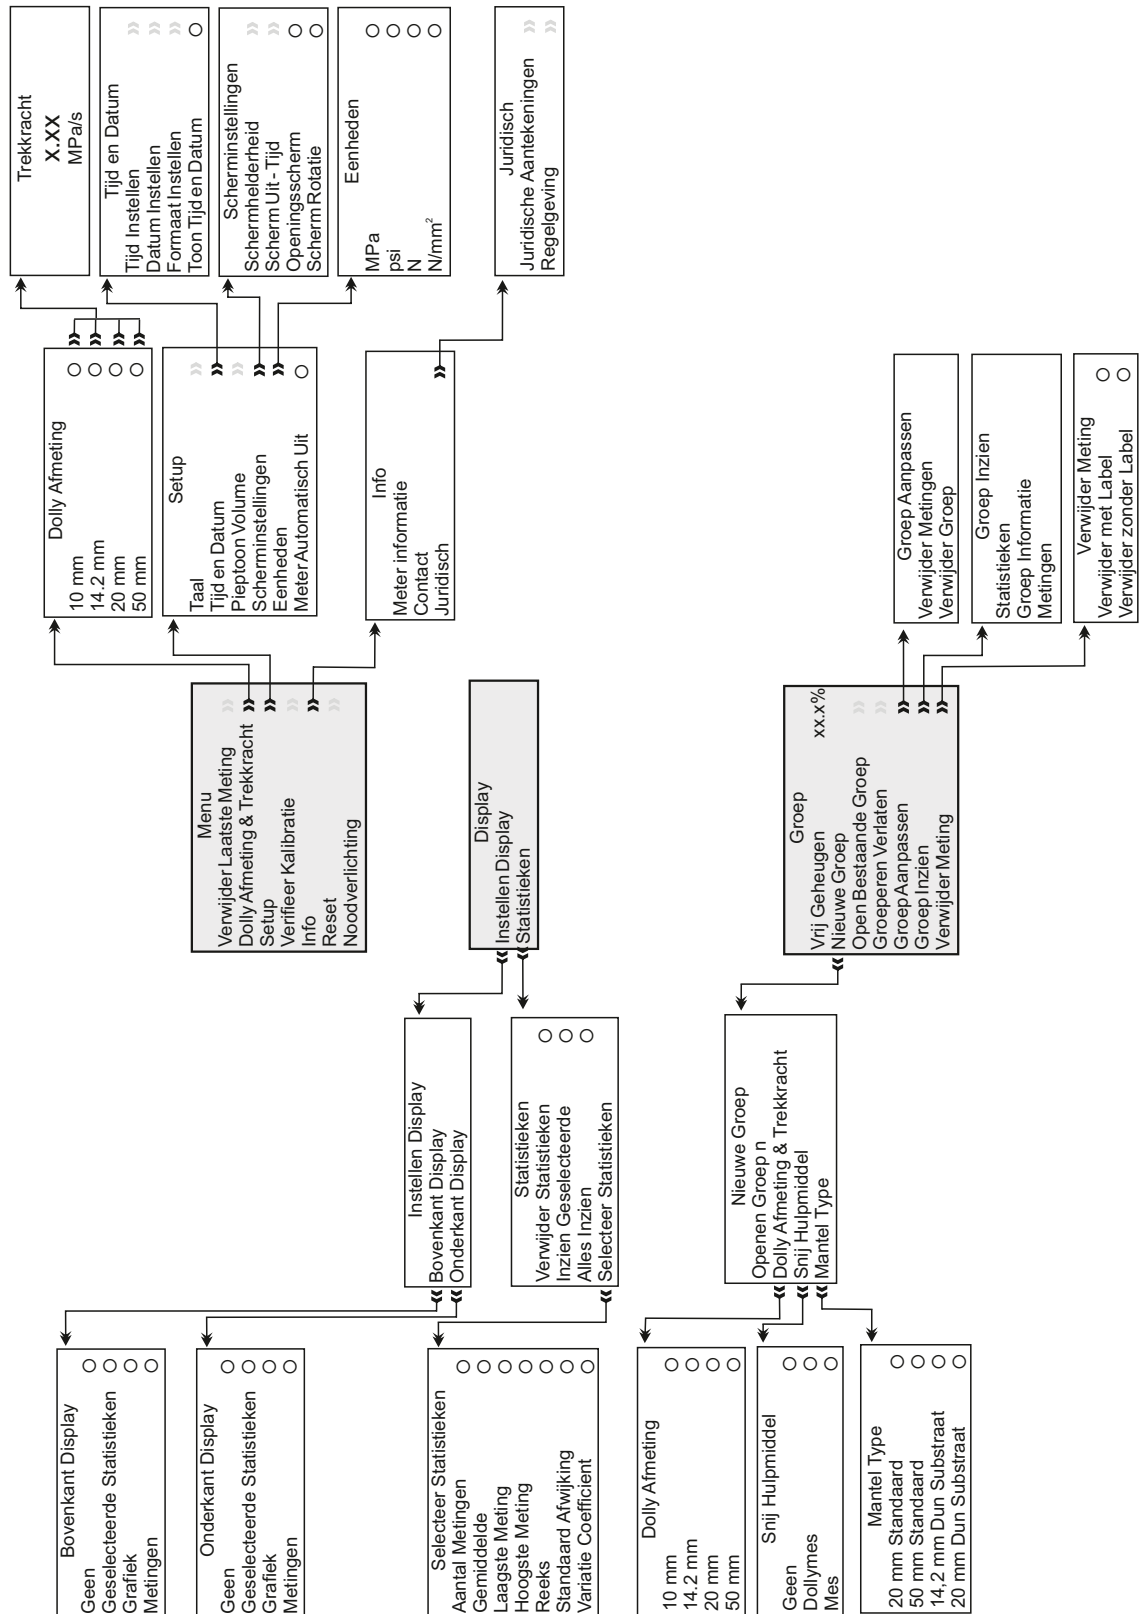 Trekkracht
X.XX
MPa/s
Tijd en Datum
Tijd Instellen
Datum Instellen
Formaat Instellen
Toon Tijd en Datum
Scherminstellingen
Schermhelderheid
Scherm Uit - Tijd
Openingsscherm
Scherm Rotatie
Eenheden
MPa
psi
N
N/mm²
Juridisch
Juridische Aantekeningen
Regelgeving
Dolly Afmeting
10 mm
14.2 mm
20 mm
50 mm
Setup
Taal
Tijd en Datum
Pieptoon Volume
Scherminstellingen
Eenheden
Meter Automatisch Uit
Info
Meter informatie
Contact
Juridisch
Groep Aanpassen
Verwijder Metingen
Verwijder Groep
Groep Inzien
Statistieken
Groep Informatie
Metingen
Verwijder Meting
Verwijder met Label
Verwijder zonder Label
Menu
Verwijder Laatste Meting
Dolly Afmeting & Trekkracht
Setup
Verifieer Kalibratie
Info
Reset
Noodverlichting
Display
Instellen Display
Statistieken
Groep
Vrij Geheugen xx.x%
Nieuwe Groep
Open Bestaande Groep
Groeperen Verlaten
Groep Aanpassen
Groep Inzien
Verwijder Meting
Instellen Display
Bovenkant Display
Onderkant Display
Statistieken
Verwijder Statistieken
Inzien Geselecteerde
Alles Inzien
Selecteer Statistieken
Nieuwe Groep
Openen Groep n
Dolly Afmeting & Trekkracht
Snij Hulpmiddel
Mantel Type
Bovenkant Display
Geen
Geselecteerde Statistieken
Grafiek
Metingen
Onderkant Display
Geen
Geselecteerde Statistieken
Grafiek
Metingen
Selecteer Statistieken
Aantal Metingen
Gemiddelde
Laagste Meting
Hoogste Meting
Reeks
Standaard Afwijking
Variatie Coefficient
Dolly Afmeting
10 mm
14.2 mm
20 mm
50 mm
Snij Hulpmiddel
Geen
Dollymes
Mes
Mantel Type
20 mm Standaard
50 mm Standaard
14,2 mm Dun Substraat
20 mm Dun Substraat